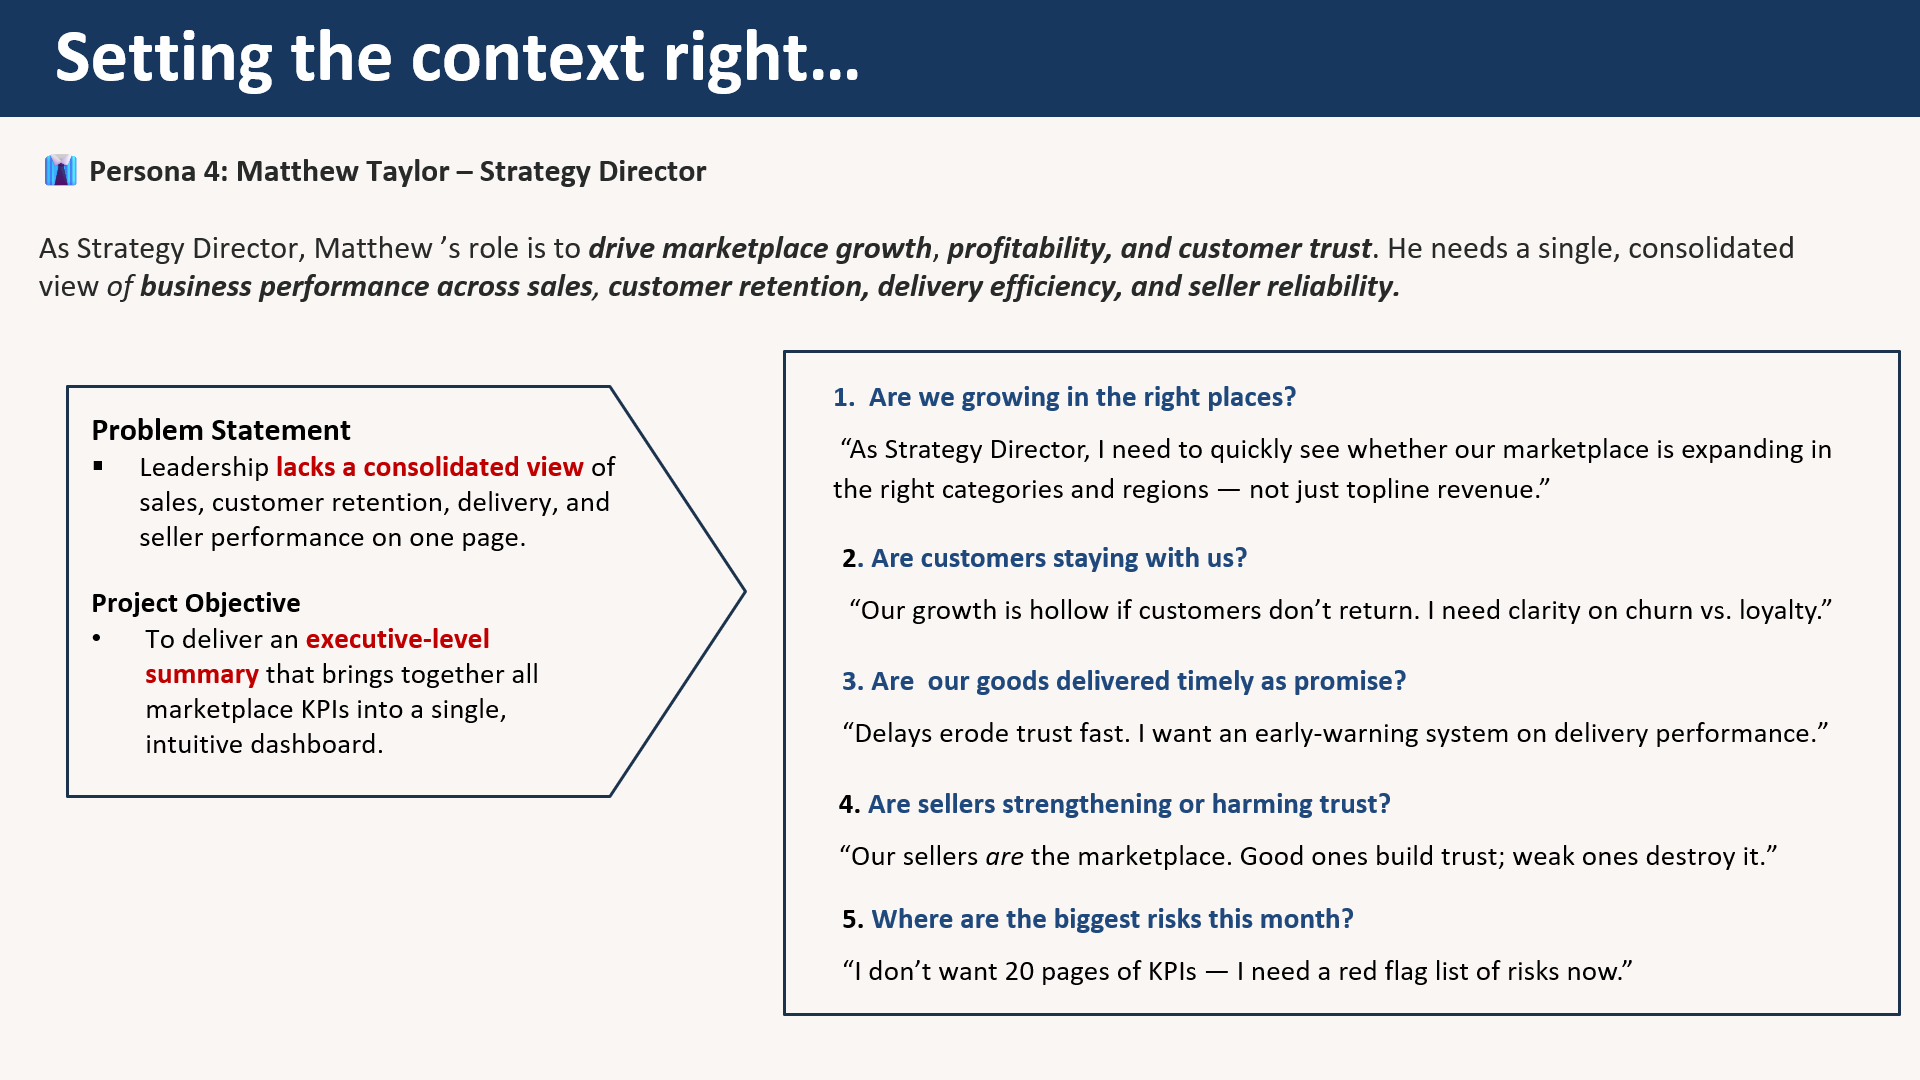 Setting the context right...
Persona 4: Matthew Taylor – Strategy Director
As Strategy Director, Matthew ’s role is to drive marketplace growth, profitability, and customer trust. He needs a single, consolidated
view of business performance across sales, customer retention, delivery efficiency, and seller reliability.
Problem Statement
▪ Leadership lacks a consolidated view of
sales, customer retention, delivery, and
seller performance on one page.
Project Objective
• To deliver an executive-level
summary that brings together all
marketplace KPIs into a single,
intuitive dashboard.
1. Are we growing in the right places?
“As Strategy Director, I need to quickly see whether our marketplace is expanding in
the right categories and regions — not just topline revenue.”
2. Are customers staying with us?
“Our growth is hollow if customers don’t return. I need clarity on churn vs. loyalty.”
3. Are our goods delivered timely as promise?
“Delays erode trust fast. I want an early-warning system on delivery performance.”
4. Are sellers strengthening or harming trust?
“Our sellers are the marketplace. Good ones build trust; weak ones destroy it.”
5. Where are the biggest risks this month?
“I don’t want 20 pages of KPIs — I need a red flag list of risks now.”